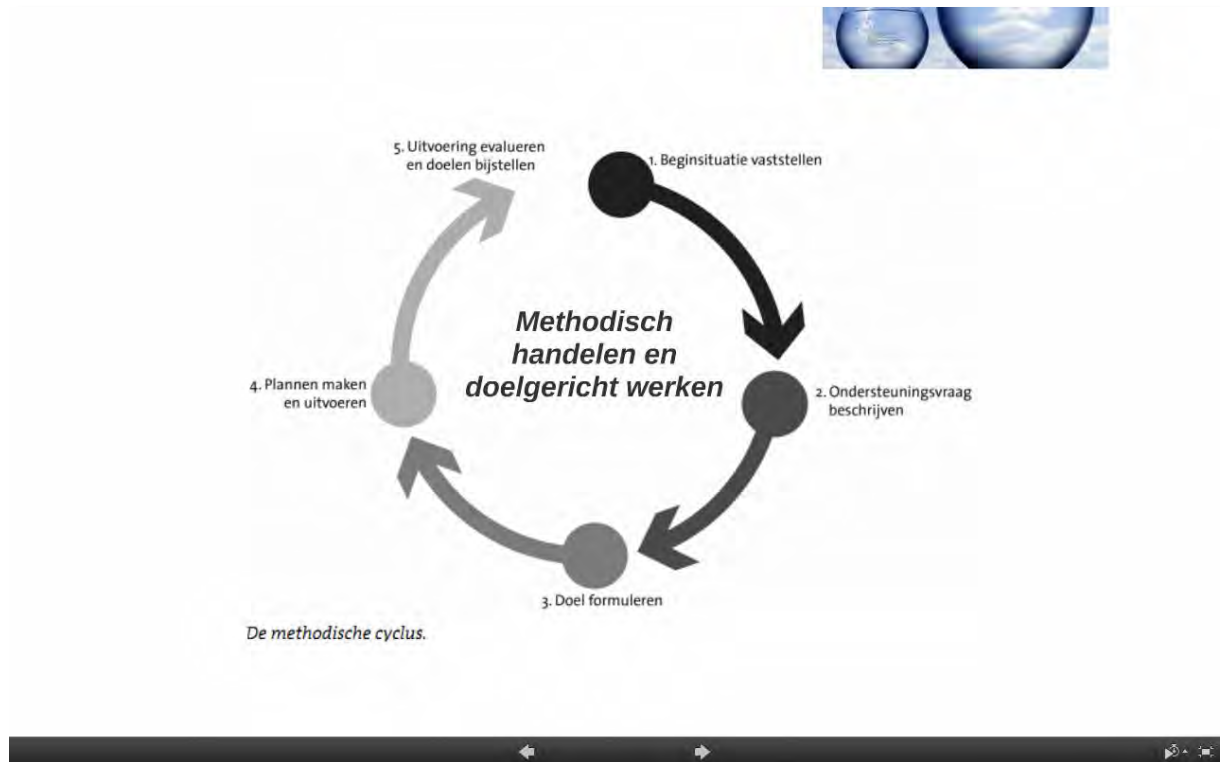 5. Uitvoering evalueren
en doelen bijstellen
1. Beginsituatie vaststellen
Methodisch
handelen en
doelgericht werken
4. Plannen maken
en uitvoeren
2. Ondersteuningsvraag
beschrijven
3. Doel formuleren
De methodische cyclus.